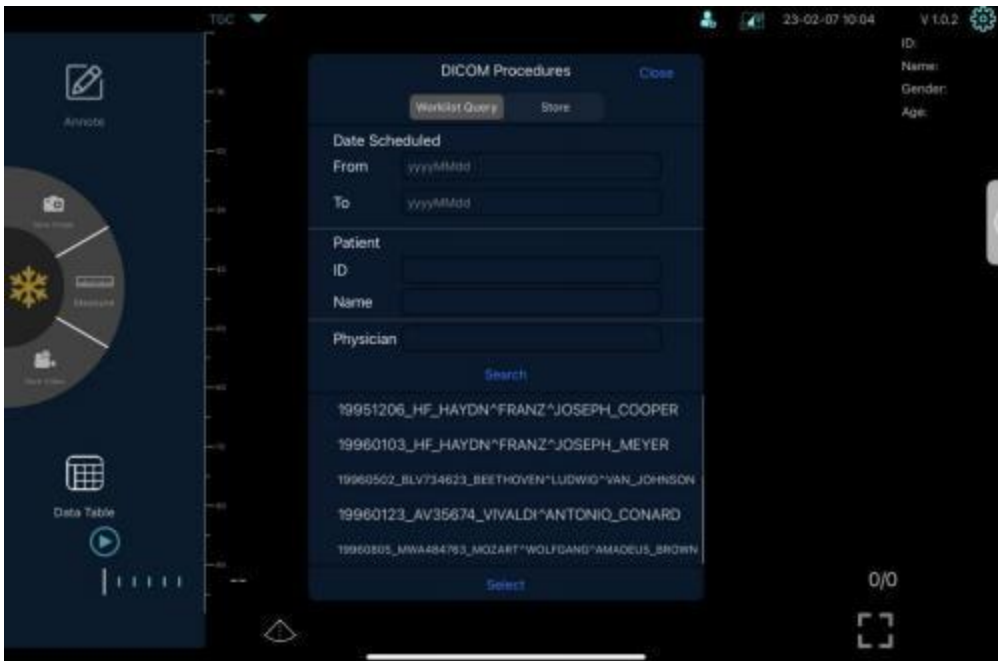 TGC
23-02-07 10:04
V 1.0.2
ID:
Name:
Gender:
Age:
Annote
Measure
Data Table
DICOM Procedures
Close
Worklist Query
Store
Date Scheduled
From
yyyyMMdd
To
yyyyMMdd
Patient
ID
Name
Physician
Search
19951206_HF_HAYDN^FRANZ^JOSEPH_COOPER
19960103_HF_HAYDN^FRANZ^JOSEPH_MEYER
19960502_BLV734623_BEETHOVEN^LUDWIG^VAN_JOHNSON
19960123_AV35674_VIVALDI^ANTONIO_CONARD
19960805_MWA484763_MOZART^WOLFGANG^AMADEUS_BROWN
Select
--
0/0